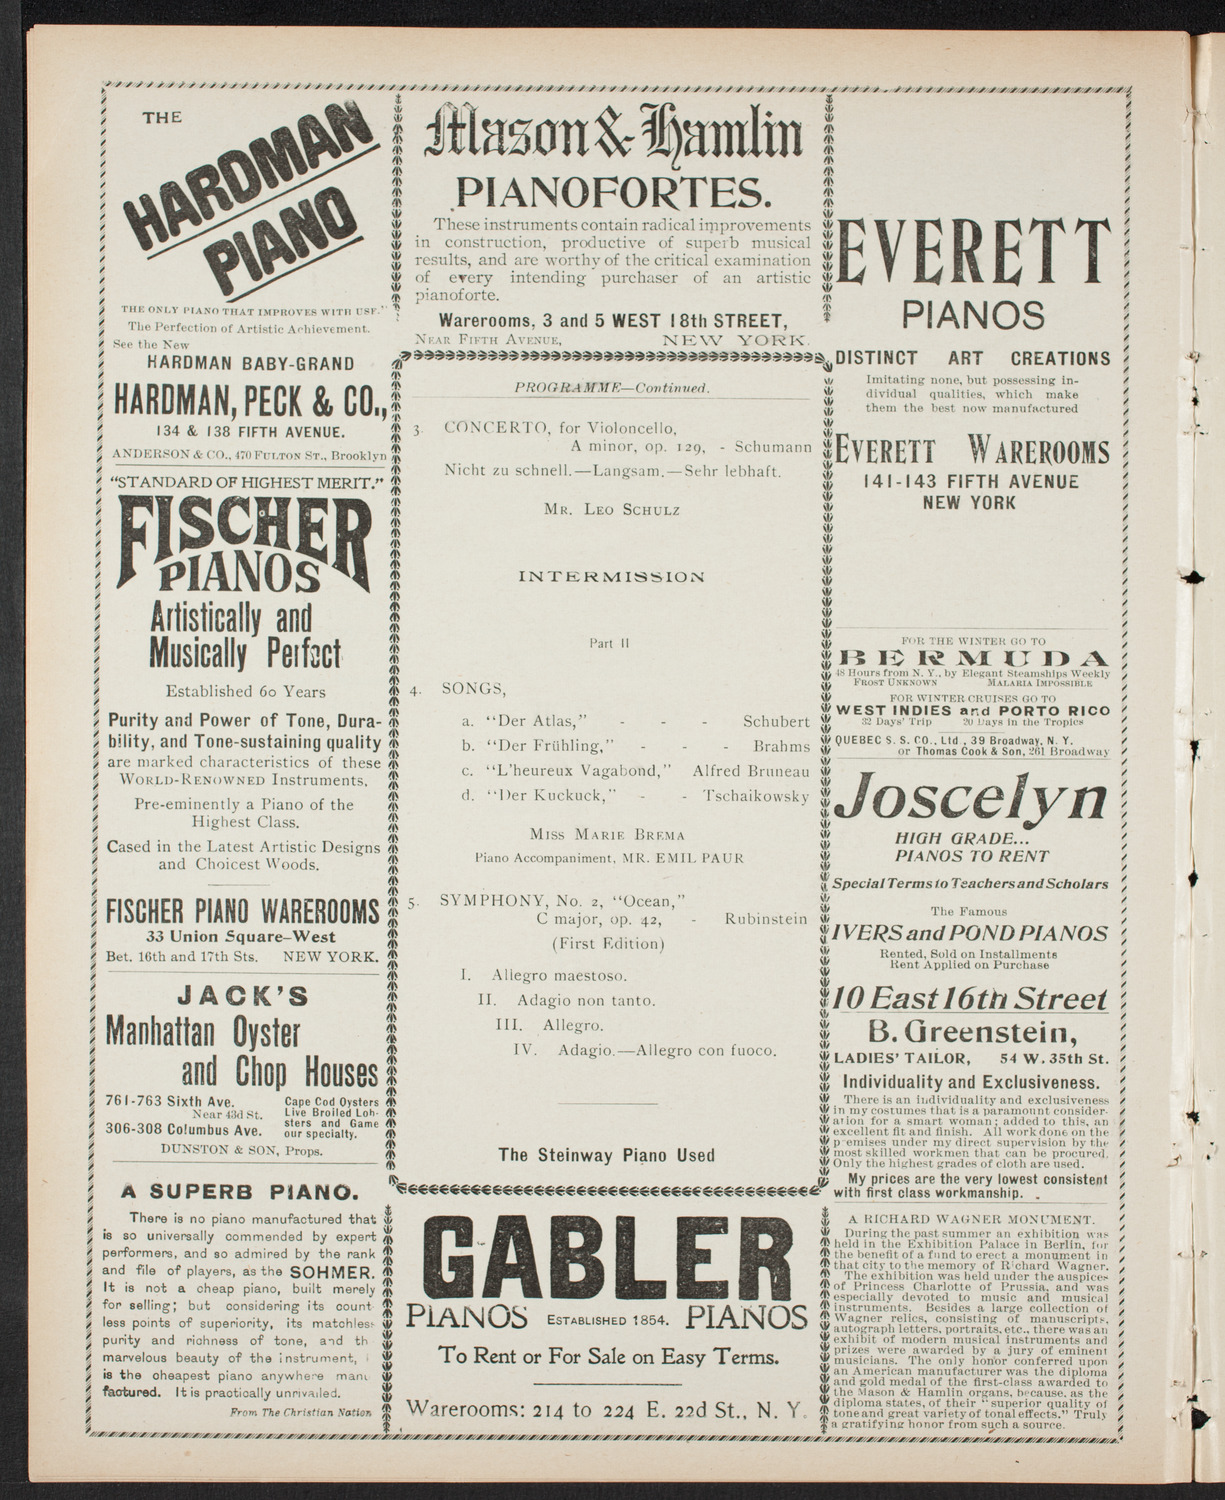 THE
HARDMAN
PIANO
THE ONLY PIANO THAT IMPROVES WITH USE."
The Perfection of Artistic Achievement.
See the New
HARDMAN BABY-GRAND
HARDMAN, PECK & CO.,
134 & 138 FIFTH AVENUE.
ANDERSON & CO., 470 FULTON ST., Brooklyn
"STANDARD OF HIGHEST MERIT."
FISCHER
PIANOS
Artistically and
Musically Perfect
Established 60 Years
Purity and Power of Tone, Dura-
bility, and Tone-sustaining quality
are marked characteristics of these
WORLD-RENOWNED Instruments.
Pre-eminently a Piano of the
Highest Class.
Cased in the Latest Artistic Designs
and Choicest Woods.
FISCHER PIANO WAREROOMS
33 Union Square—West
Bet. 16th and 17th Sts. NEW YORK.
JACK'S
Manhattan Oyster
and Chop Houses
761-763 Sixth Ave.
Near 43d St.
306-308 Columbus Ave.
Cape Cod Oysters
Live Broiled Lob-
sters and Game
our specialty.
DUNSTON & SON, Props.
A SUPERB PIANO.
There is no piano manufactured that
is so universally commended by expert
performers, and so admired by the rank
and file of players, as the SOHMER.
It is not a cheap piano, built merely
for selling; but considering its count
less points of superiority, its matchless
purity and richness of tone, and th
marvelous beauty of the instrument, i
is the cheapest piano anywhere manu
factured. It is practically unrivaled.
From The Christian Nation
Mason & Hamlin
PIANOFORTES.
These instruments contain radical improvements
in construction, productive of superb musical
results, and are worthy of the critical examination
of every intending purchaser of an artistic
pianoforte.
Warerooms, 3 and 5 WEST 18th STREET,
NEAR FIFTH AVENUE, NEW YORK.
PROGRAMME—Continued.
3. CONCERTO, for Violoncello,
A minor, op. 129, - Schumann
Nicht zu schnell.—Langsam.—Sehr lebhaft.
MR. LEO SCHULZ
INTERMISSION
Part II
4. SONGS,
a. "Der Atlas," - - - Schubert
b. "Der Frühling," - - - Brahms
c. "L'heureux Vagabond," Alfred Bruneau
d. "Der Kuckuck," - - Tschaikowsky
MISS MARIE BREMA
Piano Accompaniment, MR. EMIL PAUR
5. SYMPHONY, No. 2, "Ocean,"
C major, op. 42, - Rubinstein
(First Edition)
I. Allegro maestoso.
II. Adagio non tanto.
III. Allegro.
IV. Adagio.—Allegro con fuoco.
The Steinway Piano Used
GABLER
PIANOS ESTABLISHED 1854. PIANOS
To Rent or For Sale on Easy Terms.
Warerooms: 214 to 224 E. 22d St., N. Y.
EVERETT
PIANOS
DISTINCT ART CREATIONS
Imitating none, but possessing in-
dividual qualities, which make
them the best now manufactured
EVERETT WAREROOMS
141-143 FIFTH AVENUE
NEW YORK
FOR THE WINTER GO TO
BERMUDA
48 Hours from N. Y., by Elegant Steamships Weekly
FROST UNKNOWN MALARIA IMPOSSIBLE
FOR WINTER CRUISES GO TO
WEST INDIES and PORTO RICO
32 Days' Trip 20 Days in the Tropics
QUEBEC S. S. CO., Ltd., 39 Broadway, N. Y.
or Thomas Cook & Son, 261 Broadway
Joscelyn
HIGH GRADE...
PIANOS TO RENT
Special Terms to Teachers and Scholars
The Famous
IVERS and POND PIANOS
Rented, Sold on Installments
Rent Applied on Purchase
10 East 16th Street
B. Greenstein,
LADIES' TAILOR, 54 W. 35th St.
Individuality and Exclusiveness.
There is an individuality and exclusiveness
in my costumes that is a paramount consider-
ation for a smart woman; added to this, an
excellent fit and finish. All work done on the
premises under my direct supervision by the
most skilled workmen that can be procured.
Only the highest grades of cloth are used.
My prices are the very lowest consistent
with first class workmanship.
A RICHARD WAGNER MONUMENT.
During the past summer an exhibition was
held in the Exhibition Palace in Berlin, for
the benefit of a fund to erect a monument in
that city to the memory of Richard Wagner.
The exhibition was held under the auspices
of Princess Charlotte of Prussia, and was
especially devoted to music and musical
instruments. Besides a large collection of
Wagner relics, consisting of manuscripts,
autograph letters, portraits, etc., there was an
exhibit of modern musical instruments and
prizes were awarded by a jury of eminent
musicians. The only honor conferred upon
an American manufacturer was the diploma
and gold medal of the first-class awarded to
the Mason & Hamlin organs, because, as the
diploma states, of their "superior quality of
tone and great variety of tonal effects." Truly
a gratifying honor from such a source.